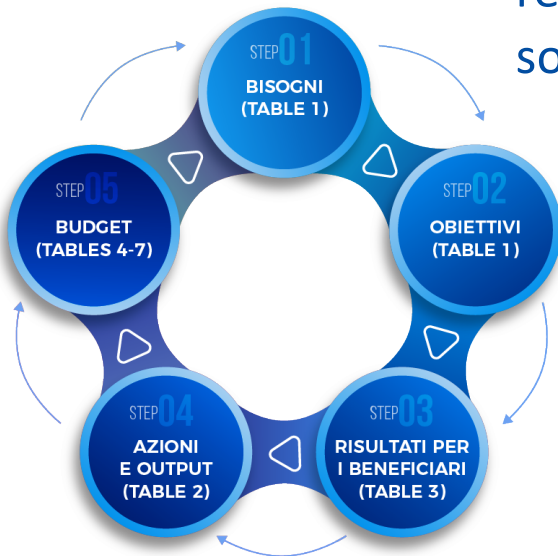 so
STEP 01
BISOGNI
(TABLE 1)
STEP 02
OBIETTIVI
(TABLE 1)
STEP 03
RISULTATI PER
I BENEFICIARI
(TABLE 3)
STEP 04
AZIONI
E OUTPUT
(TABLE 2)
STEP 05
BUDGET
(TABLES 4-7)